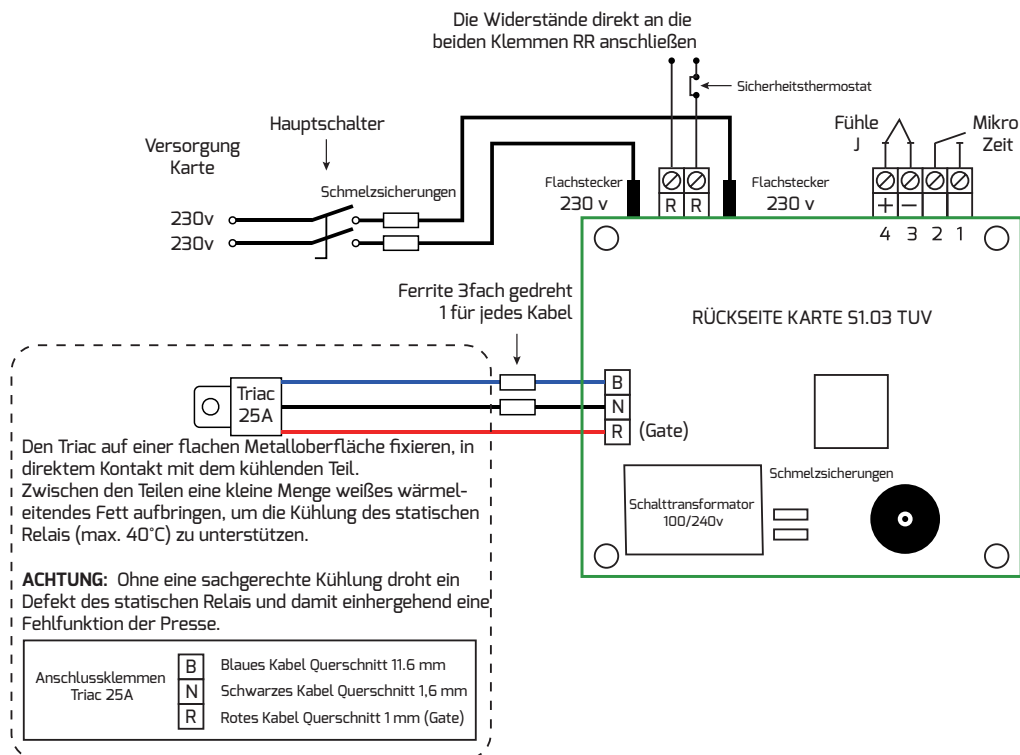 Die Widerstände direkt an die
beiden Klemmen RR anschließen
Sicherheitsthermostat
Hauptschalter
Versorgung
Karte
Schmelzsicherungen
230v
230v
Flachstecker
230 v
R
R
Flachstecker
230 v
Fühle
J
Mikro
Zeit
+
−
4
3
2
1
Ferrite 3fach gedreht
1 für jedes Kabel
RÜCKSEITE KARTE S1.03 TUV
Triac
25A
B
N
R
(Gate)
Schalttransformator
100/240v
Schmelzsicherungen
Den Triac auf einer flachen Metalloberfläche fixieren, in
direktem Kontakt mit dem kühlenden Teil.
Zwischen den Teilen eine kleine Menge weißes wärmel-
eitendes Fett aufbringen, um die Kühlung des statischen
Relais (max. 40°C) zu unterstützen.
ACHTUNG: Ohne eine sachgerechte Kühlung droht ein
Defekt des statischen Relais und damit einhergehend eine
Fehlfunktion der Presse.
Anschlussklemmen
Triac 25A
B Blaues Kabel Querschnitt 11.6 mm
N Schwarzes Kabel Querschnitt 1,6 mm
R Rotes Kabel Querschnitt 1 mm (Gate)